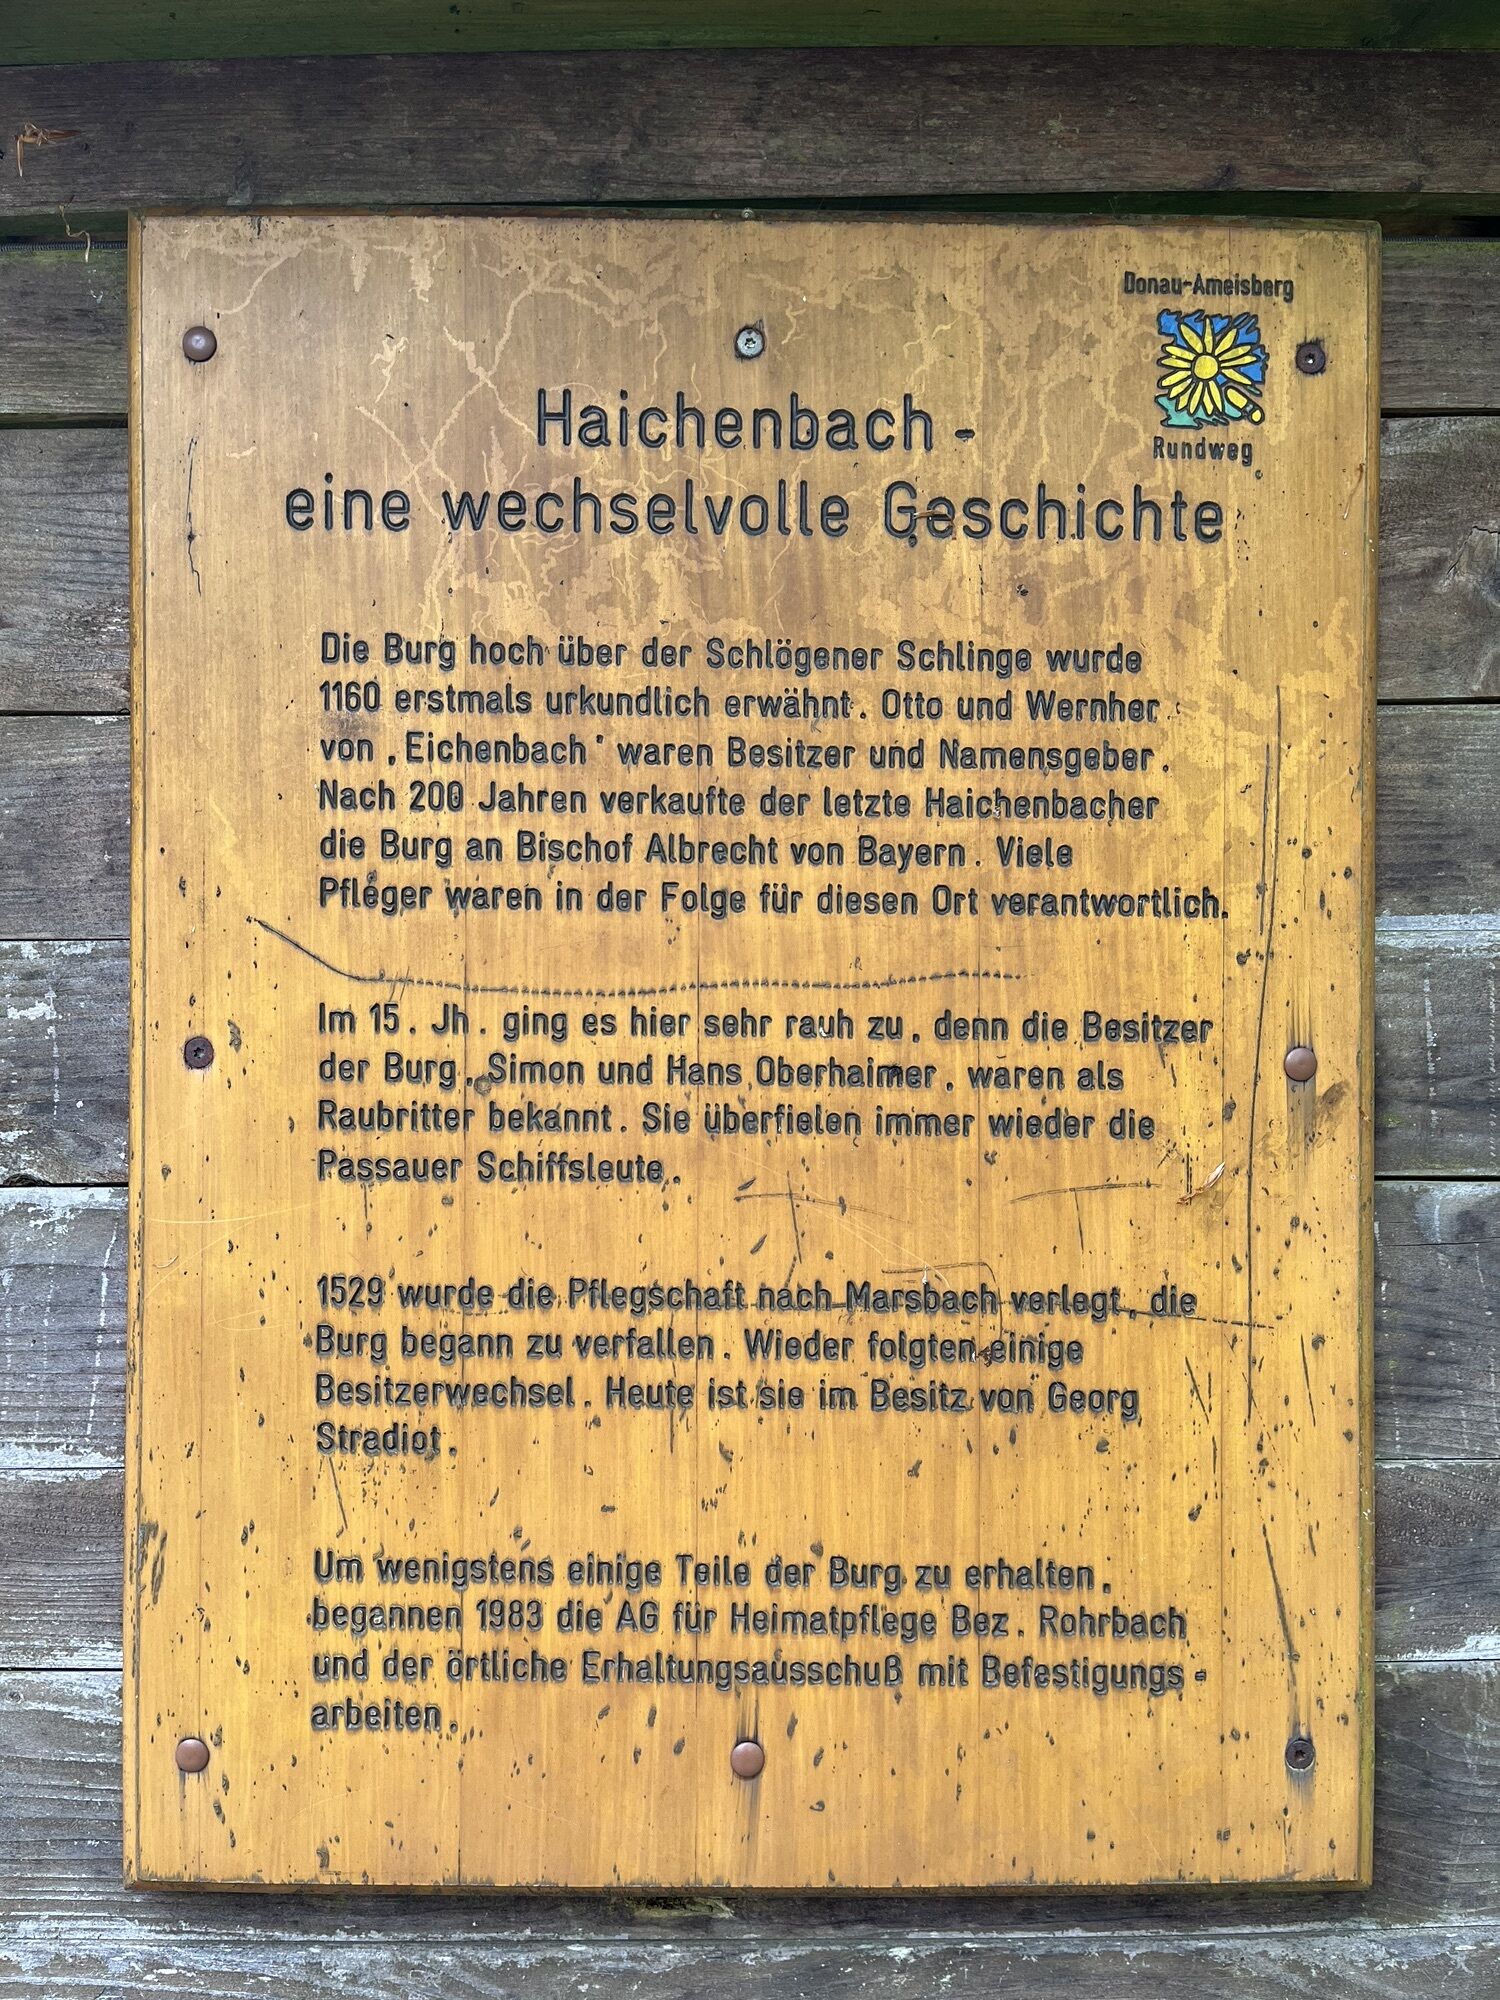 Donau-Ameisberg
Rundweg
Haichenbach -
eine wechselvolle Geschichte
Die Burg hoch über der Schlögener Schlinge wurde
1160 erstmals urkundlich erwähnt. Otto und Wernher
von ‚Eichenbach' waren Besitzer und Namensgeber.
Nach 200 Jahren verkaufte der letzte Haichenbacher
die Burg an Bischof Albrecht von Bayern. Viele
Pfleger waren in der Folge für diesen Ort verantwortlich.
Im 15. Jh. ging es hier sehr rauh zu, denn die Besitzer
der Burg, Simon und Hans Oberhaimer, waren als
Raubritter bekannt. Sie überfielen immer wieder die
Passauer Schiffsleute.
1529 wurde die Pflegschaft nach Marsbach verlegt, die
Burg begann zu verfallen. Wieder folgten einige
Besitzerwechsel. Heute ist sie im Besitz von Georg
Stradiot.
Um wenigstens einige Teile der Burg zu erhalten,
begannen 1983 die AG für Heimatpflege Bez. Rohrbach
und der örtliche Erhaltungsausschuß mit Befestigungs-
arbeiten.